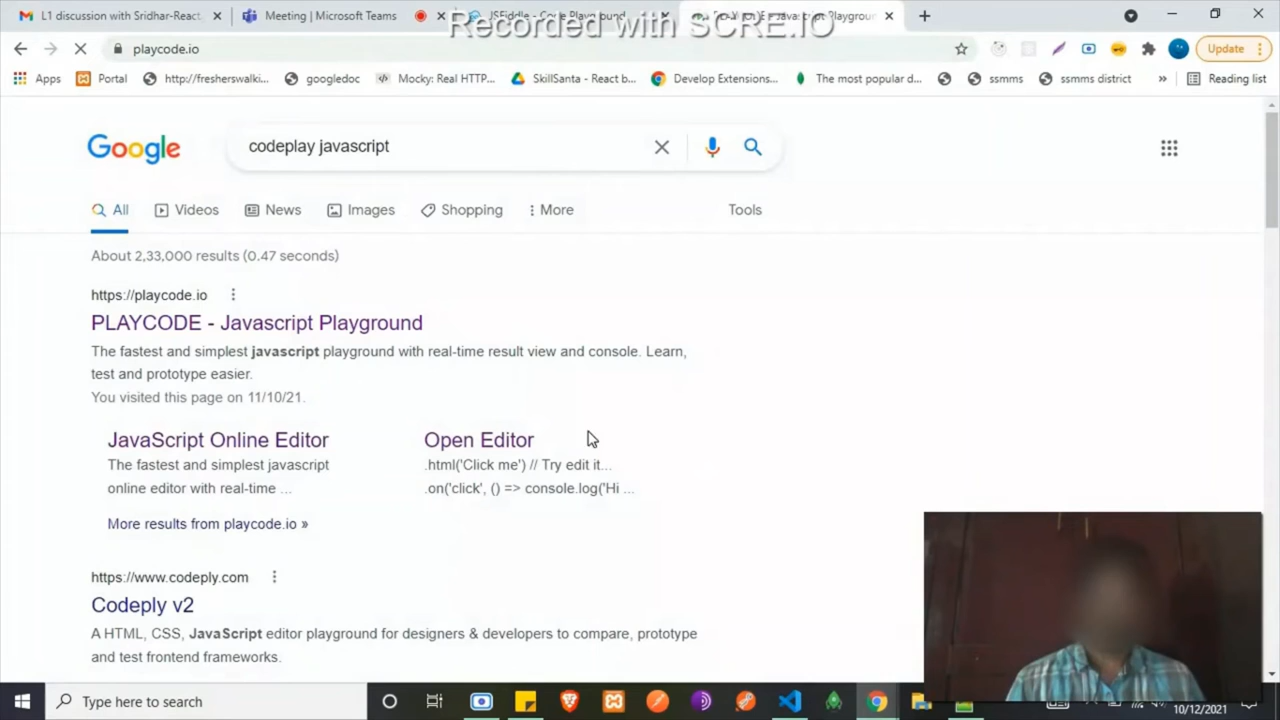 L1 discussion with Sridhar-React
Meeting | Microsoft Teams
JSFiddle - Code Playground
Recorded with SCRE.IO
playcode.io
Update
Apps
Portal
http://fresherswalki...
googledoc
Mocky: Real HTTP...
SkillSanta - React b...
Develop Extensions...
The most popular d...
ssmms
ssmms district
»
Reading list
Google
codeplay javascript
All
Videos
News
Images
Shopping
More
Tools
About 2,33,000 results (0.47 seconds)
https://playcode.io
PLAYCODE - Javascript Playground
The fastest and simplest javascript playground with real-time result view and console. Learn,
test and prototype easier.
You visited this page on 11/10/21.
JavaScript Online Editor
Open Editor
The fastest and simplest javascript
.html('Click me') // Try edit it...
online editor with real-time ...
.on('click', () => console.log('Hi ...
More results from playcode.io »
https://www.codeply.com
Codeply v2
A HTML, CSS, JavaScript editor playground for designers & developers to compare, prototype
and test frontend frameworks.
Type here to search
10/12/2021